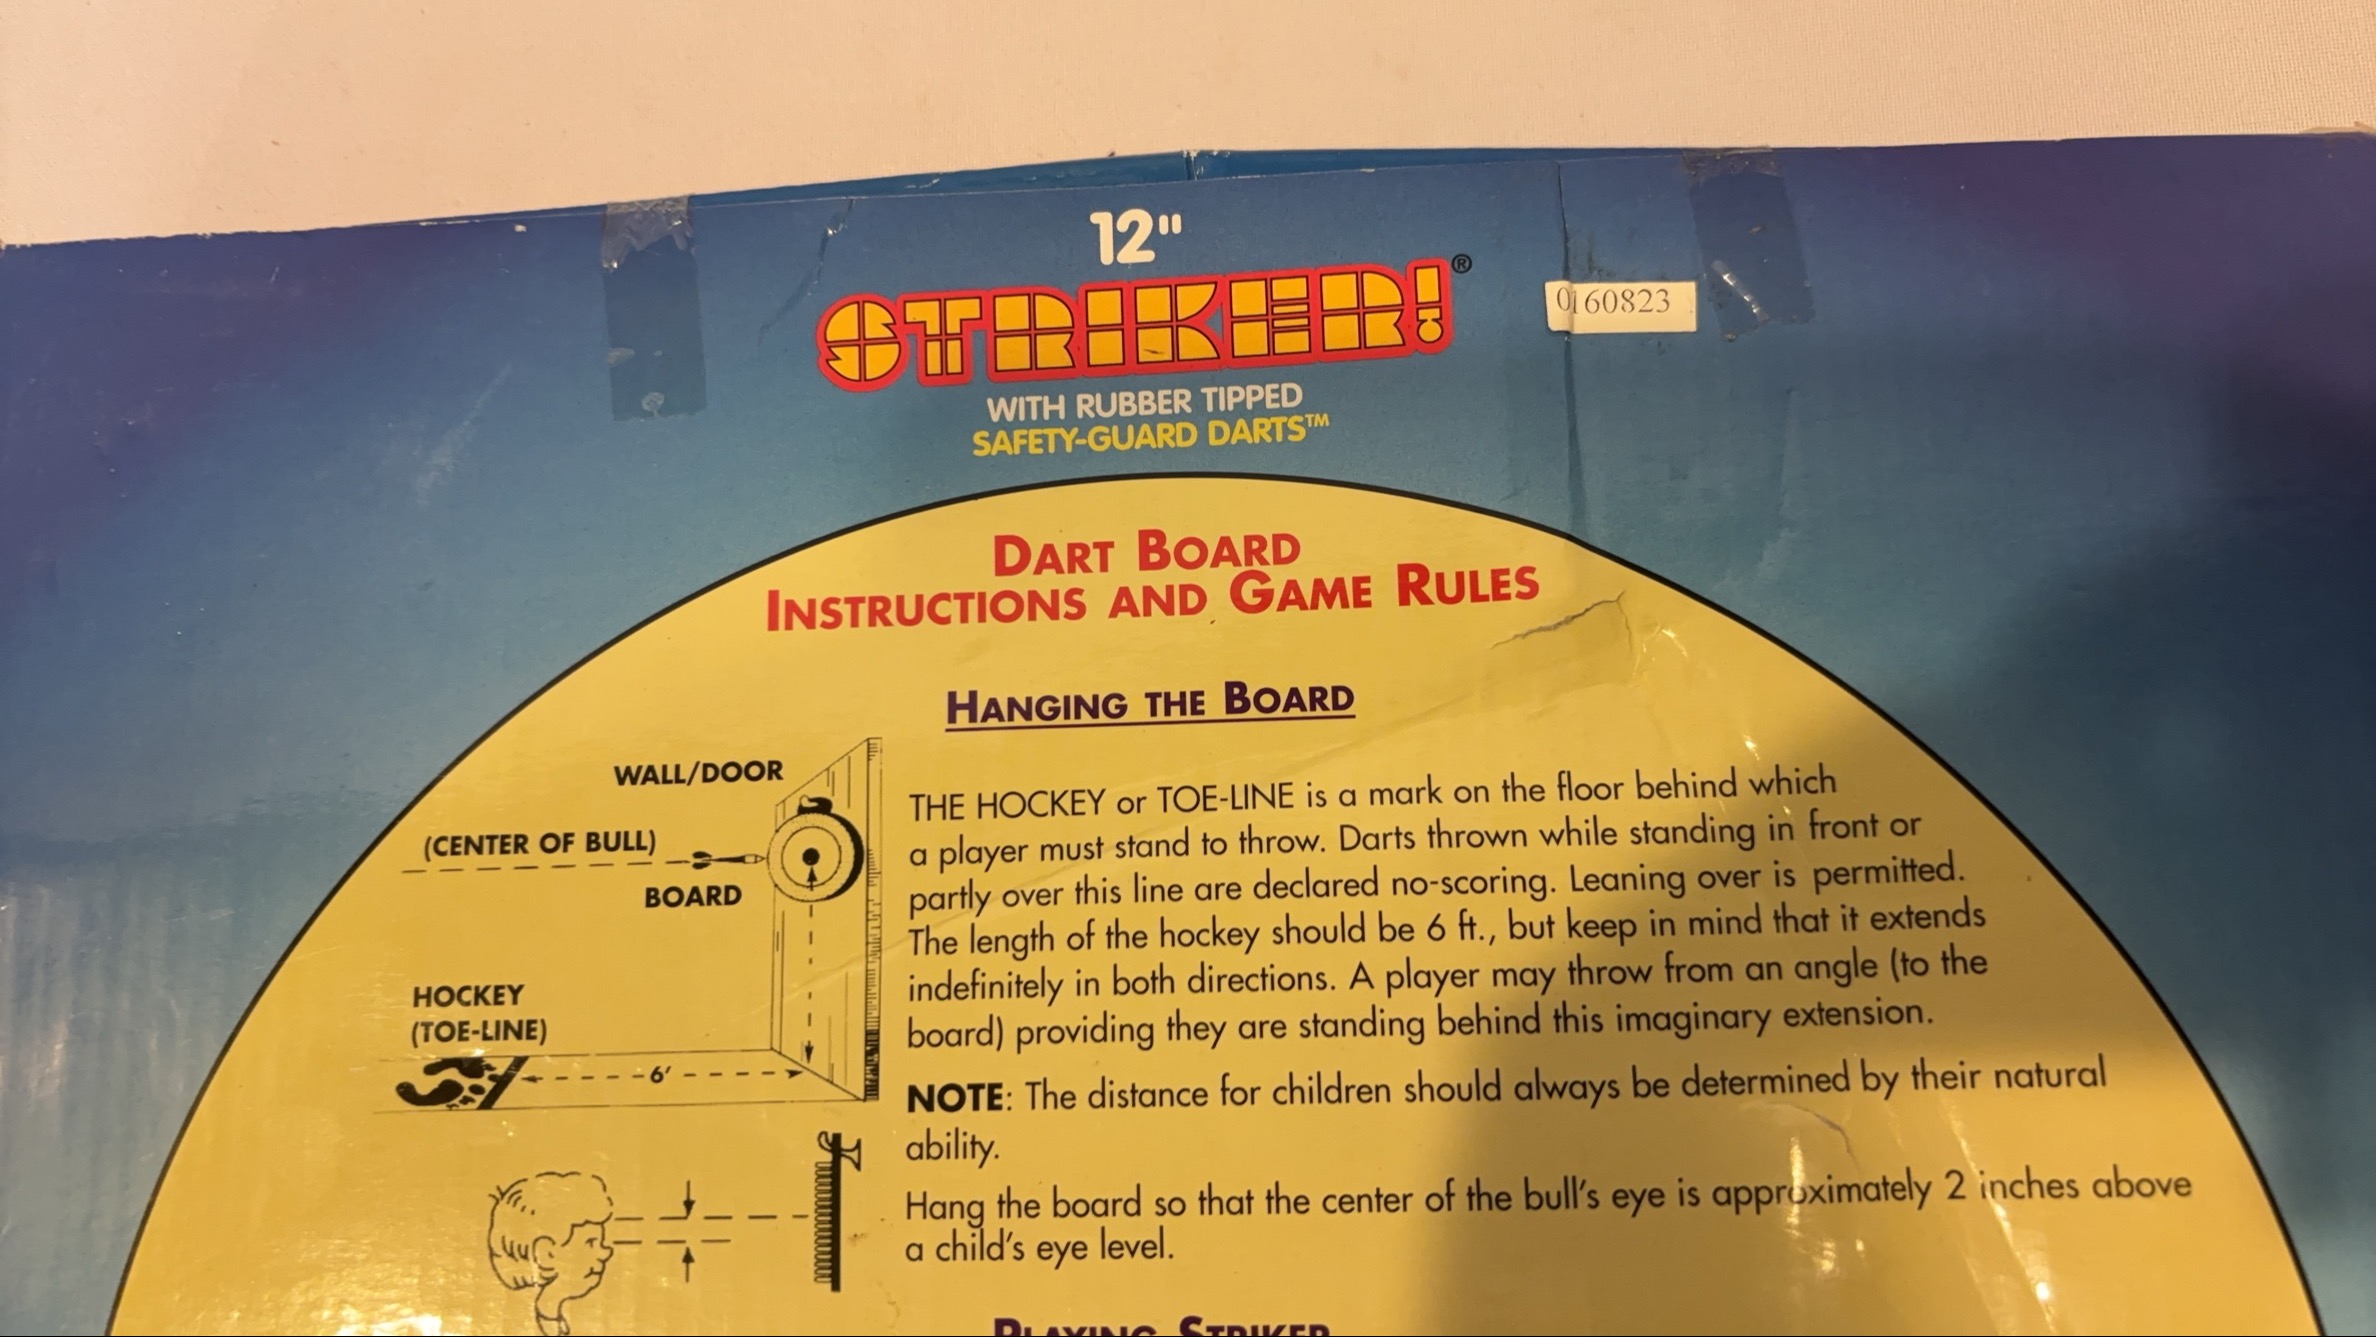 12"
STRIKER!®
0160823
WITH RUBBER TIPPED
SAFETY-GUARD DARTS™
DART BOARD
INSTRUCTIONS AND GAME RULES
HANGING THE BOARD
WALL/DOOR
(CENTER OF BULL)
BOARD
HOCKEY
(TOE-LINE)
6'
THE HOCKEY or TOE-LINE is a mark on the floor behind which
a player must stand to throw. Darts thrown while standing in front or
partly over this line are declared no-scoring. Leaning over is permitted.
The length of the hockey should be 6 ft., but keep in mind that it extends
indefinitely in both directions. A player may throw from an angle (to the
board) providing they are standing behind this imaginary extension.
NOTE: The distance for children should always be determined by their natural
ability.
Hang the board so that the center of the bull's eye is approximately 2 inches above
a child's eye level.
PLAYING STRIKER